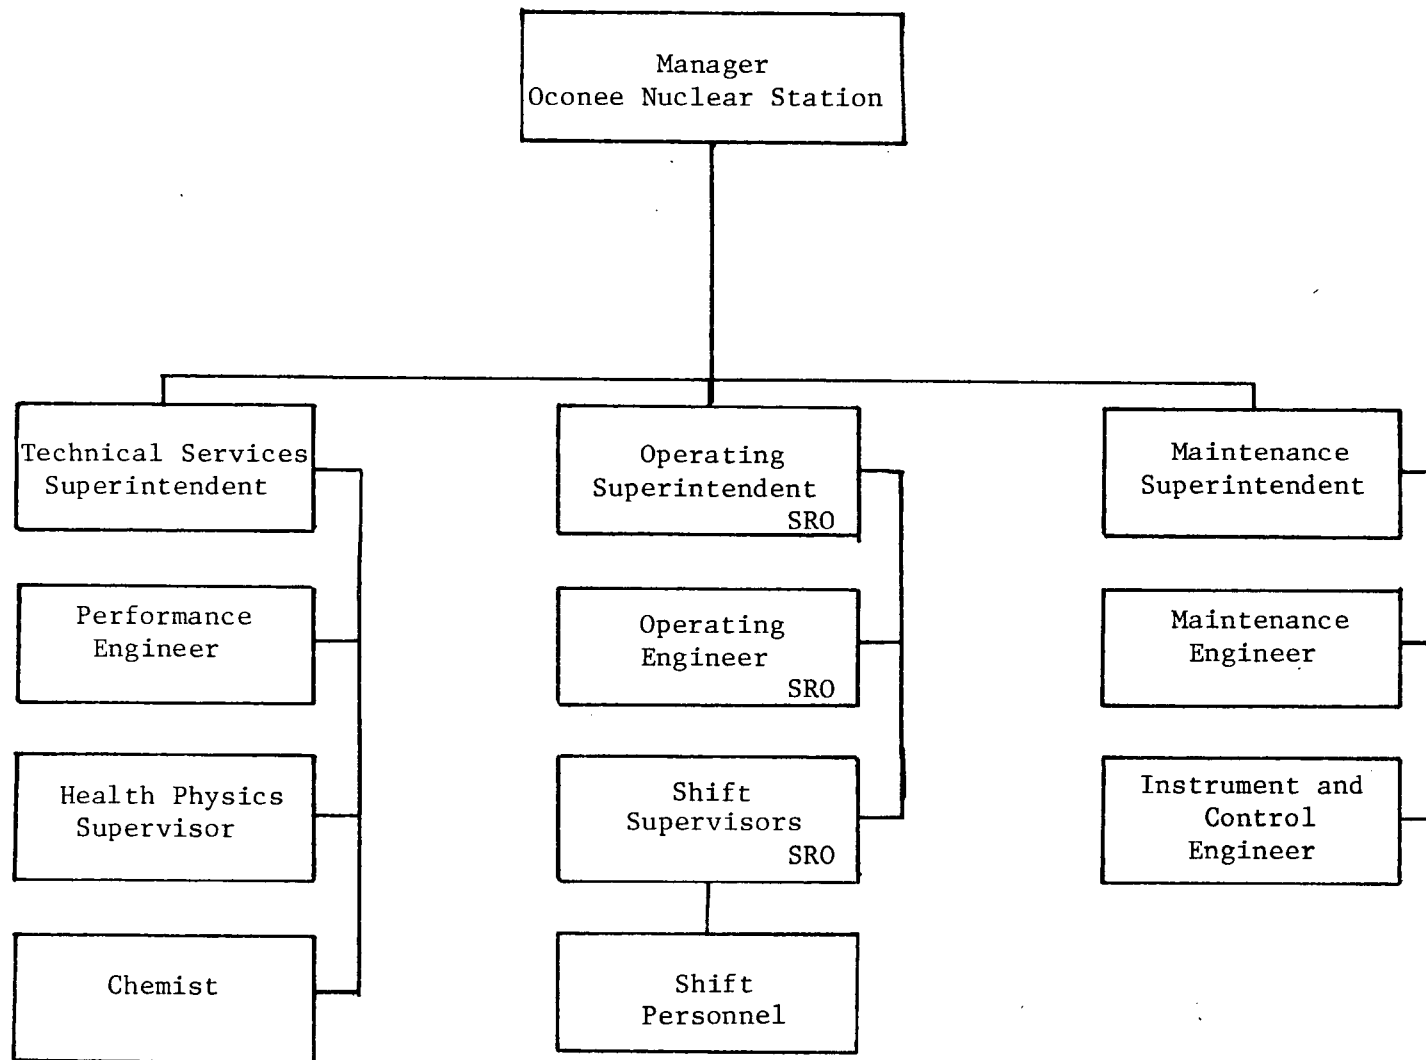 Manager
Oconee Nuclear Station
Technical Services
Superintendent
Performance
Engineer
Health Physics
Supervisor
Chemist
Operating
Superintendent
SRO
Operating
Engineer
SRO
Shift
Supervisors
SRO
Shift
Personnel
Maintenance
Superintendent
Maintenance
Engineer
Instrument and
Control
Engineer